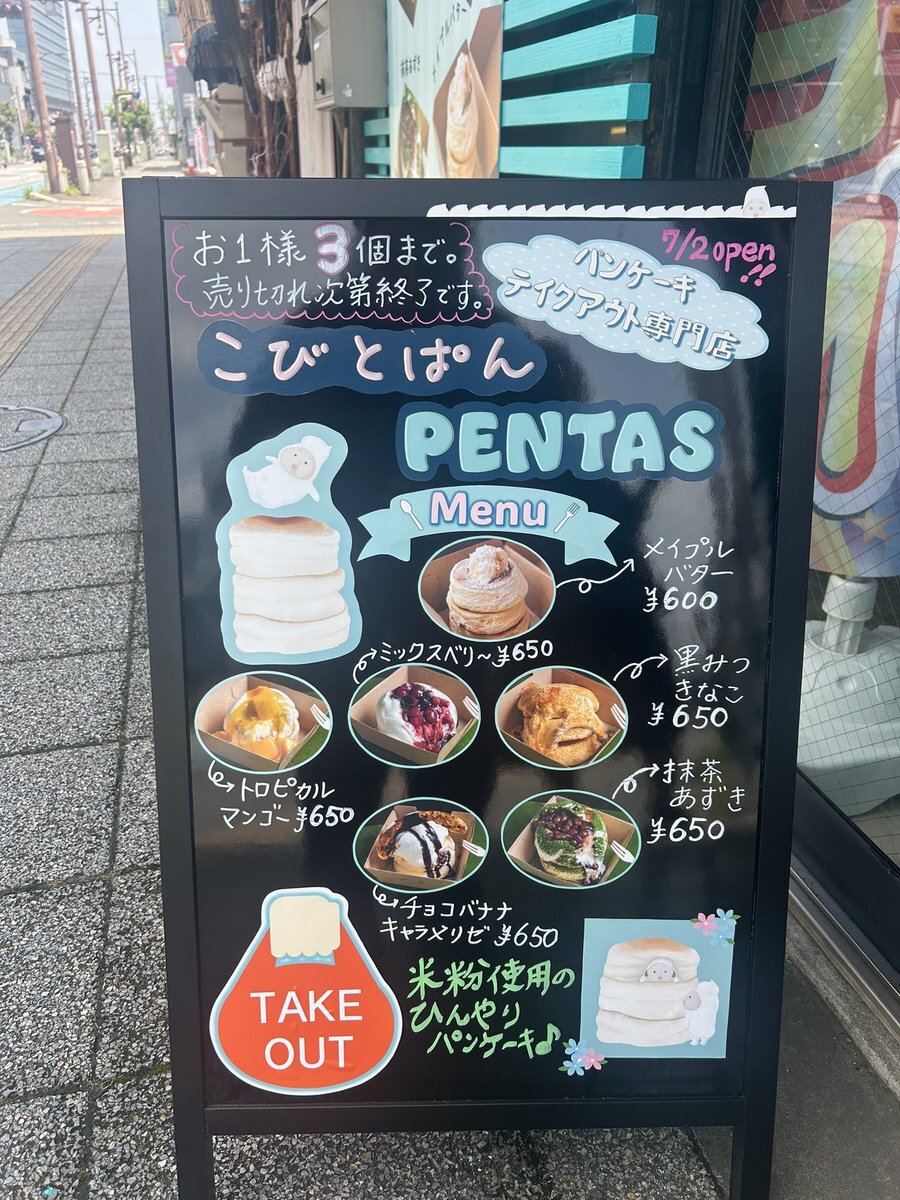 お1様3個まで。
売り切れ次第終了です。
7/2open!!
パンケーキ
テイクアウト専門店
こびとぱん
PENTAS
Menu
メイプル
バター
¥600
ミックスベリ～¥650
黒みつ
きなこ
¥650
トロピカル
マンゴー¥650
抹茶
あずき
¥650
チョコバナナ
キャラメリゼ¥650
TAKE
OUT
米粉使用の
ひんやり
パンケーキ♪